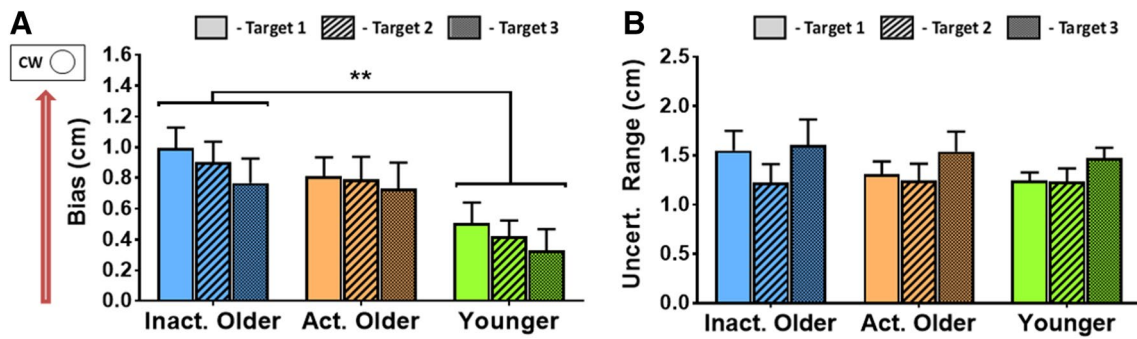 A
- Target 1 - Target 2 - Target 3
CW
Bias (cm)
1.6
1.4
1.2
1.0
0.8
0.6
0.4
0.2
0.0
**
Inact. Older Act. Older Younger
B
- Target 1 - Target 2 - Target 3
Uncert. Range (cm)
2.5
2.0
1.5
1.0
0.5
0.0
Inact. Older Act. Older Younger